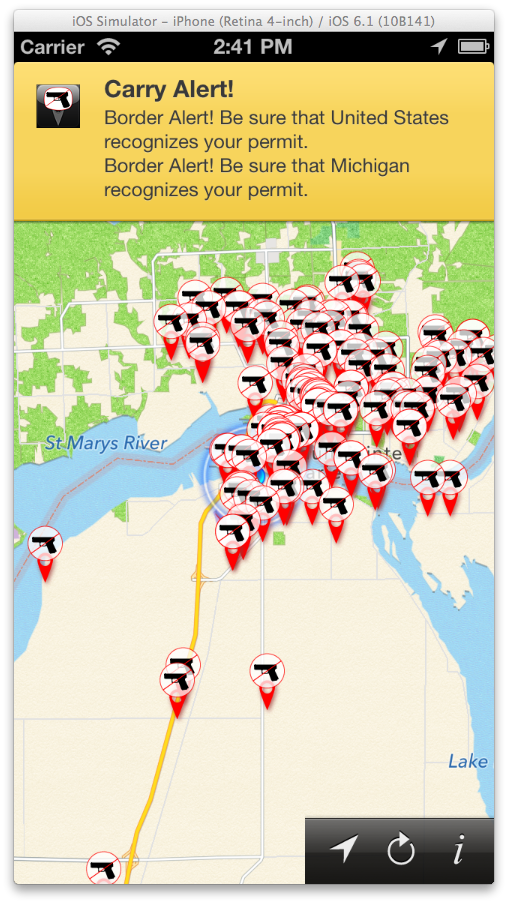 iOS Simulator – iPhone (Retina 4-inch) / iOS 6.1 (10B141)
Carrier 2:41 PM
Carry Alert!
Border Alert! Be sure that United States
recognizes your permit.
Border Alert! Be sure that Michigan
recognizes your permit.
St Marys River
Lake
i